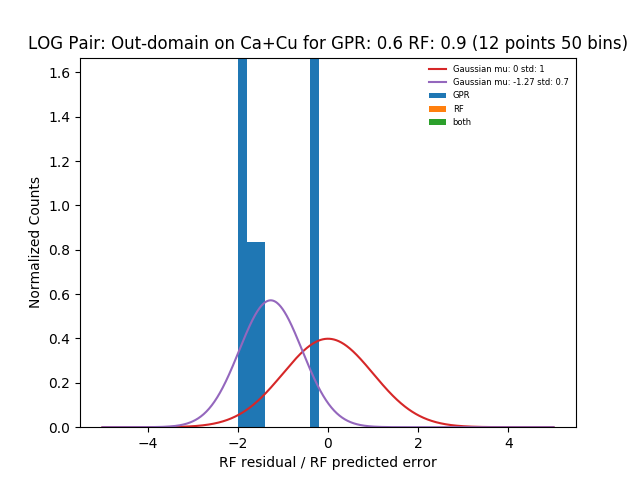 LOG Pair: Out-domain on Ca+Cu for GPR: 0.6 RF: 0.9 (12 points 50 bins)
Gaussian mu: 0 std: 1
Gaussian mu: -1.27 std: 0.7
GPR
RF
both
Normalized Counts
1.6
1.4
1.2
1.0
0.8
0.6
0.4
0.2
0.0
−4 −2 0 2 4
RF residual / RF predicted error